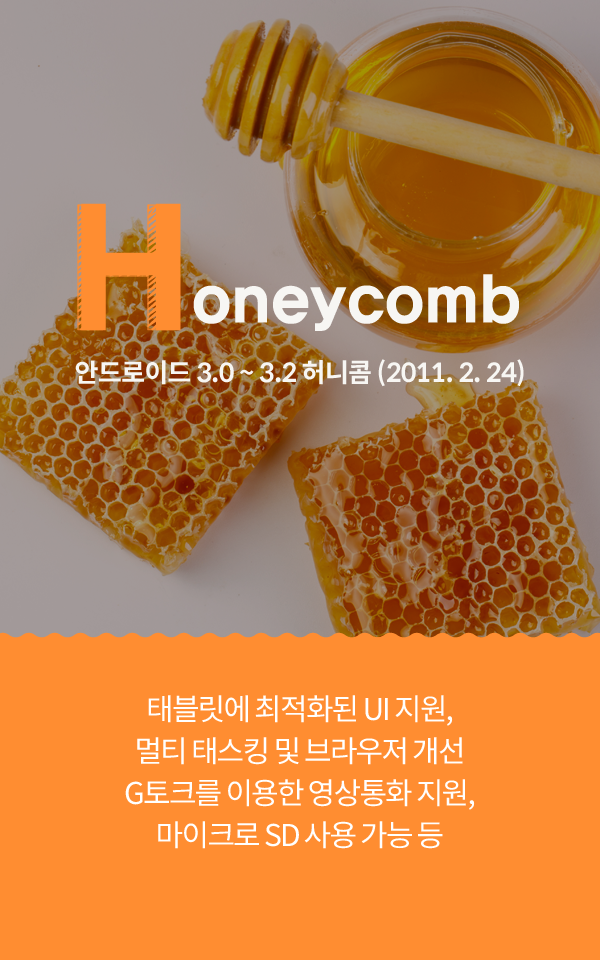 Honeycomb
안드로이드 3.0 ~ 3.2 허니콤 (2011. 2. 24)
태블릿에 최적화된 UI 지원,
멀티 태스킹 및 브라우저 개선
G토크를 이용한 영상통화 지원,
마이크로 SD 사용 가능 등